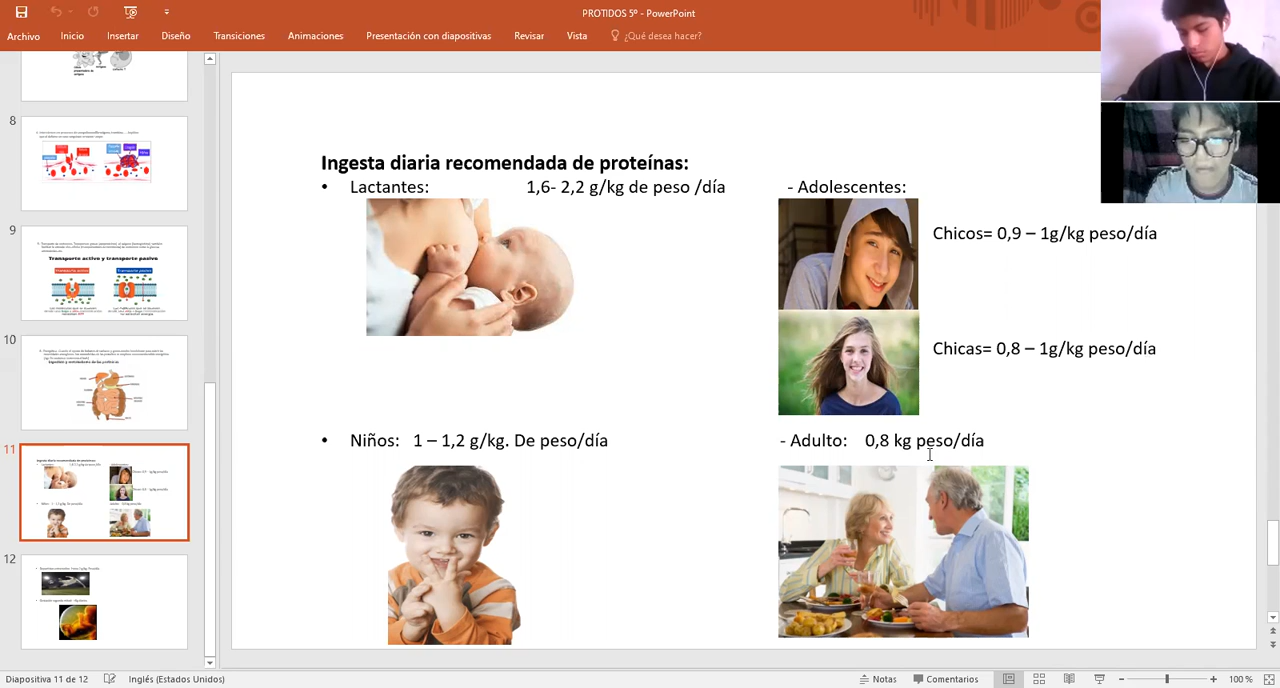 PROTIDOS 5º - PowerPoint
Archivo Inicio Insertar Diseño Transiciones Animaciones Presentación con diapositivas Revisar Vista ¿Qué desea hacer?
8
9
Transporte activo y transporte pasivo
10
11
12
Ingesta diaria recomendada de proteínas:
• Lactantes: 1,6- 2,2 g/kg de peso /día
- Adolescentes:
Chicos= 0,9 – 1g/kg peso/día
Chicas= 0,8 – 1g/kg peso/día
• Niños: 1 – 1,2 g/kg. De peso/día
- Adulto: 0,8 kg peso/día
Diapositiva 11 de 12 Inglés (Estados Unidos) Notas Comentarios 100 %